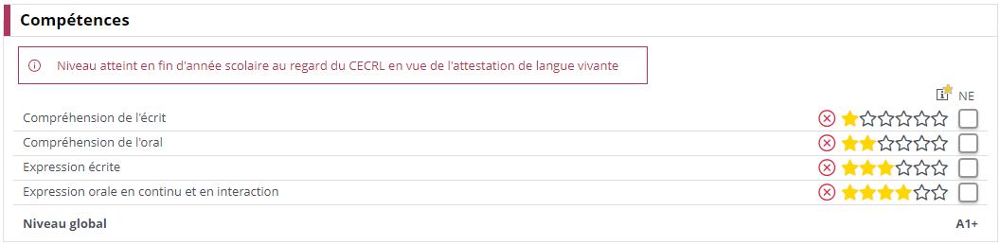 Compétences
Niveau atteint en fin d'année scolaire au regard du CECRL en vue de l'attestation de langue vivante
NE
Compréhension de l'écrit
Compréhension de l'oral
Expression écrite
Expression orale en continu et en interaction
Niveau global A1+